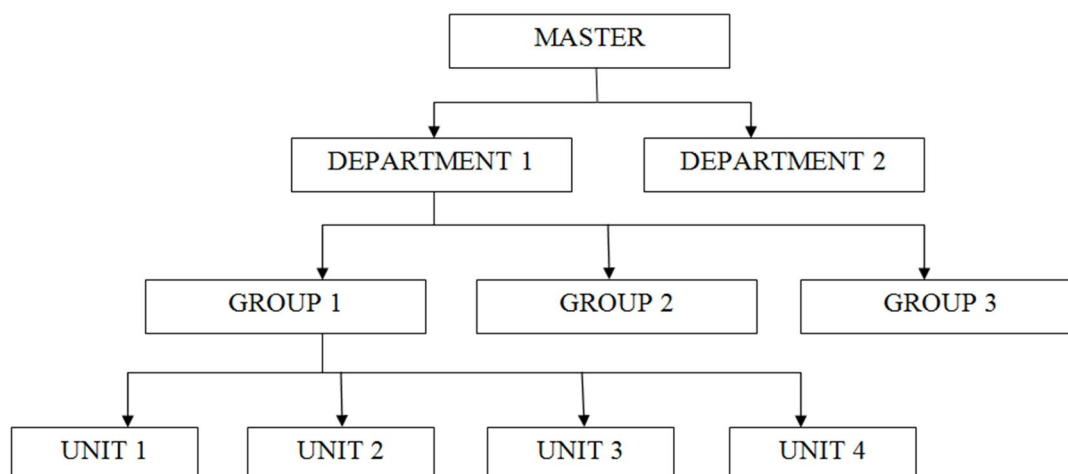 MASTER
DEPARTMENT 1
DEPARTMENT 2
GROUP 1
GROUP 2
GROUP 3
UNIT 1
UNIT 2
UNIT 3
UNIT 4